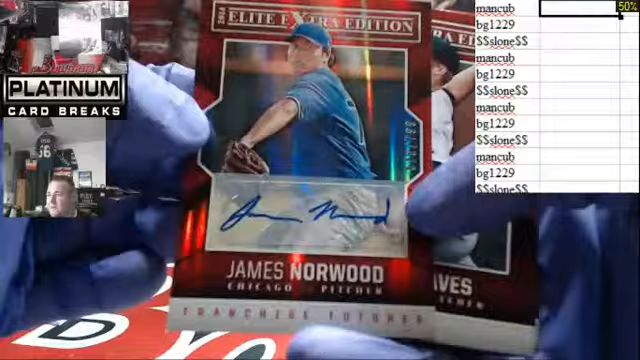 PLATINUM
CARD BREAKS
ELITE EXTRA EDITION
JAMES NORWOOD
CHICAGO PITCHER
FRANCHISE FUTURES
VES
mancub
50%
bg1229
$$slone$$
mancub
bg1229
$$slone$$
mancub
bg1229
$$slone$$
mancub
bg1229
$$slone$$